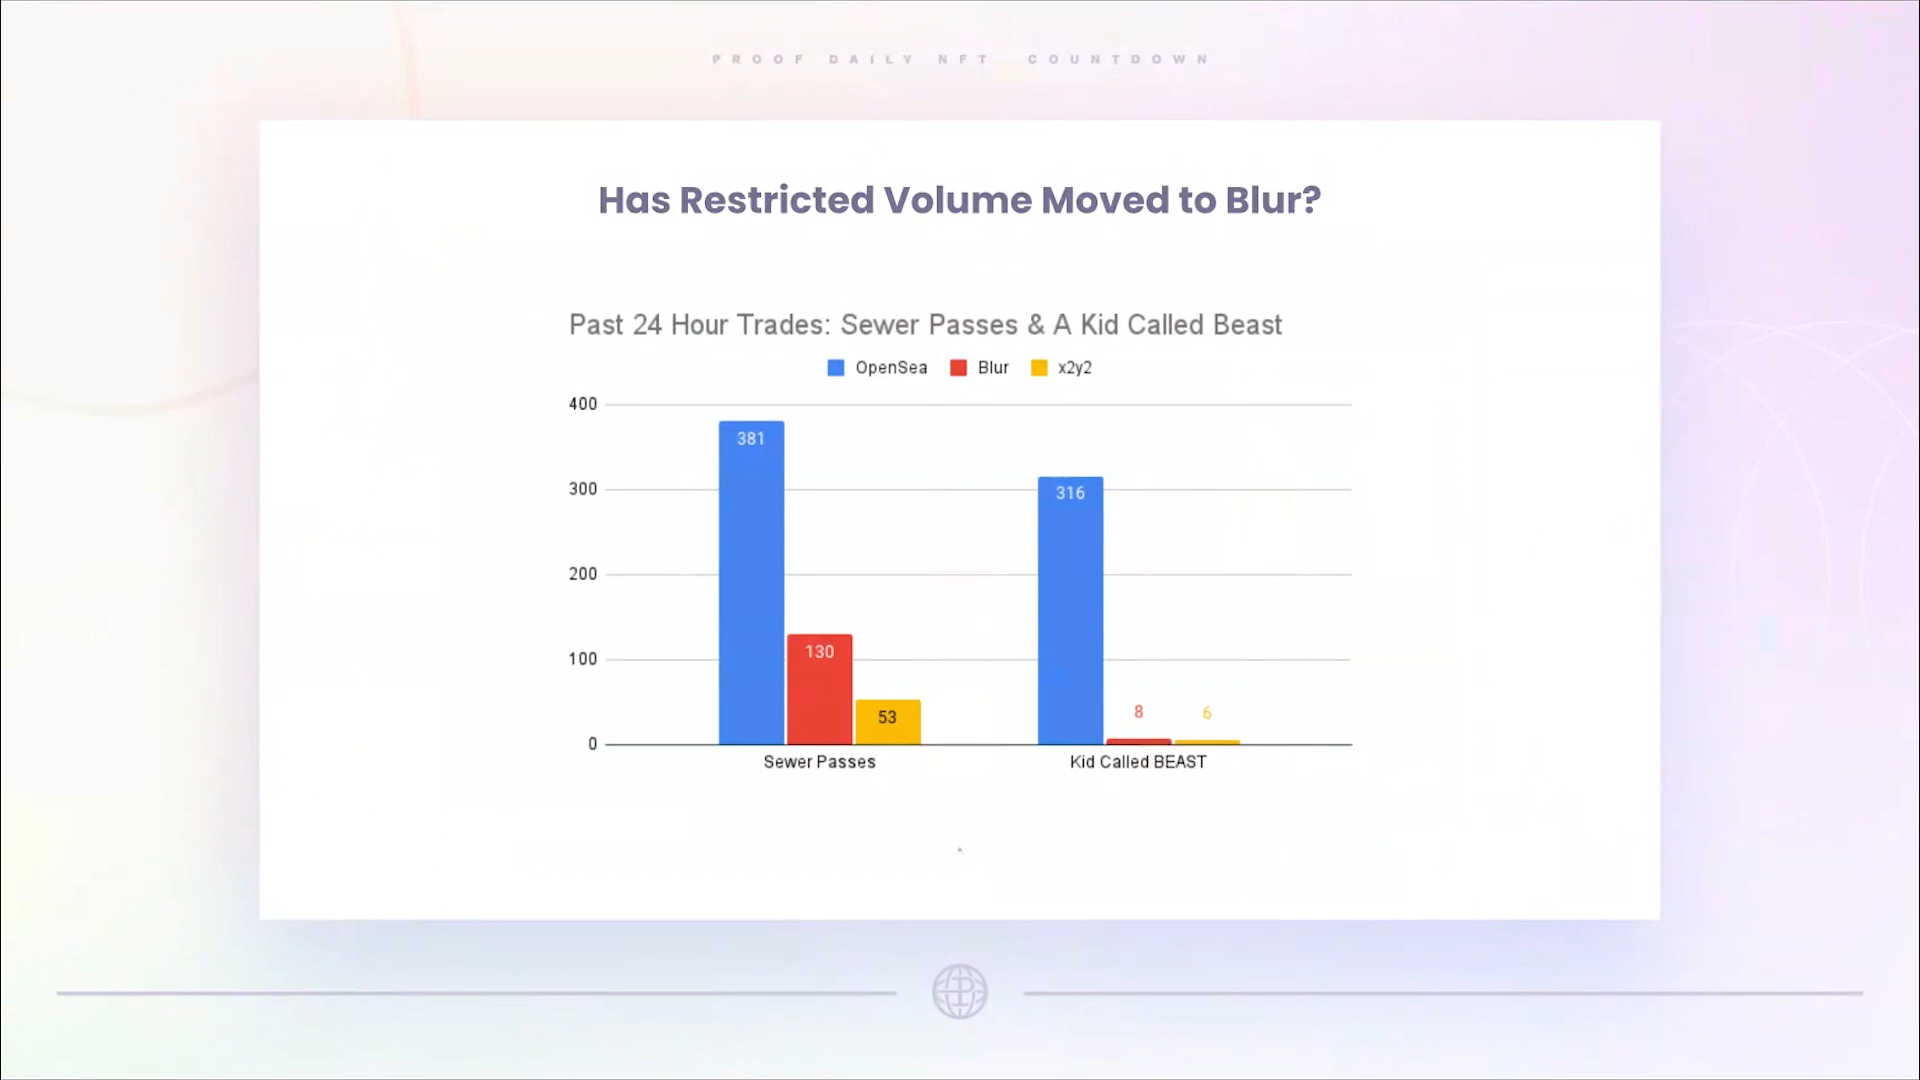 PROOF DAILY NFT COUNTDOWN
Has Restricted Volume Moved to Blur?
Past 24 Hour Trades: Sewer Passes & A Kid Called Beast
OpenSea Blur x2y2
400
381
300
316
200
100
130
53
8
6
0
Sewer Passes Kid Called BEAST